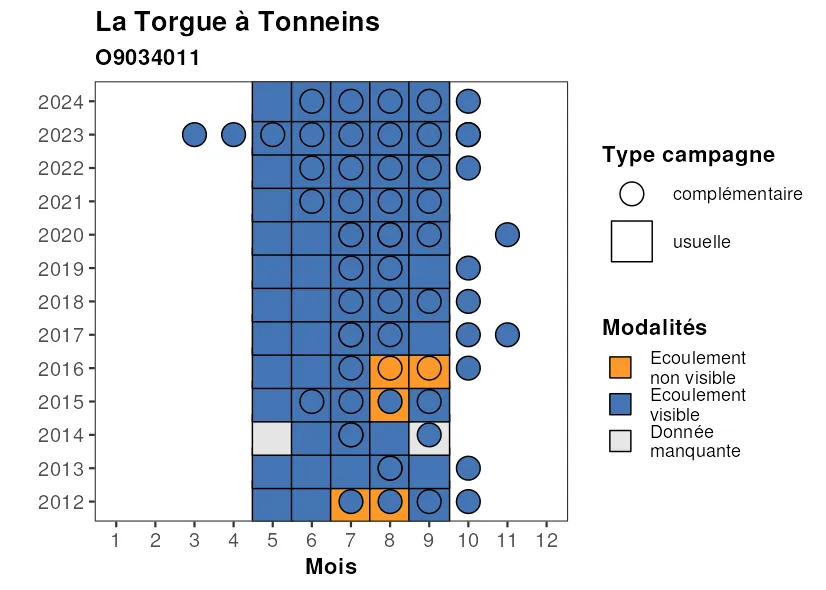 La Torgue à Tonneins
O9034011
2024
2023
2022
2021
2020
2019
2018
2017
2016
2015
2014
2013
2012
1 2 3 4 5 6 7 8 9 10 11 12
Mois
Type campagne
complémentaire
usuelle
Modalités
Ecoulement
non visible
Ecoulement
visible
Donnée
manquante